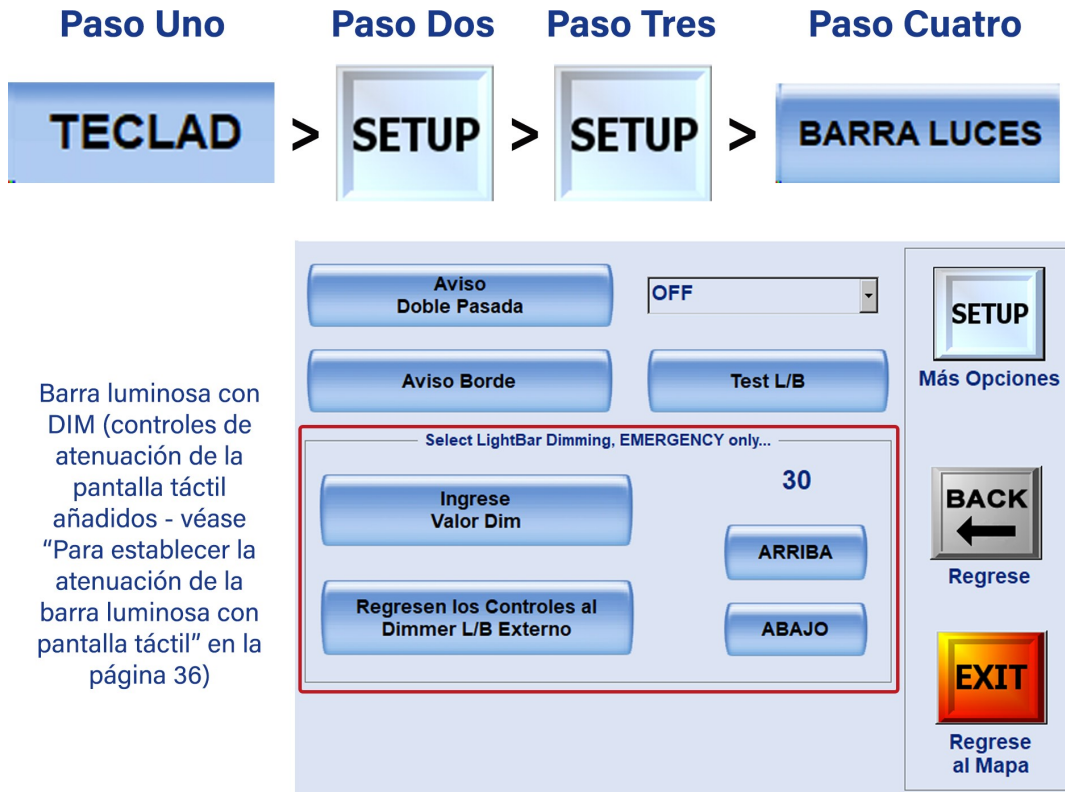 Paso Uno
Paso Dos
Paso Tres
Paso Cuatro
TECLAD
>
SETUP
>
SETUP
>
BARRA LUCES
Barra luminosa con
DIM (controles de
atenuación de la
pantalla táctil
añadidos - véase
“Para establecer la
atenuación de la
barra luminosa con
pantalla táctil” en la
página 36)
Aviso
Doble Pasada
OFF
Aviso Borde
Test L/B
Select LightBar Dimming, EMERGENCY only...
Ingrese
Valor Dim
30
ARRIBA
Regresen los Controles al
Dimmer L/B Externo
ABAJO
SETUP
Más Opciones
BACK
Regrese
EXIT
Regrese
al Mapa